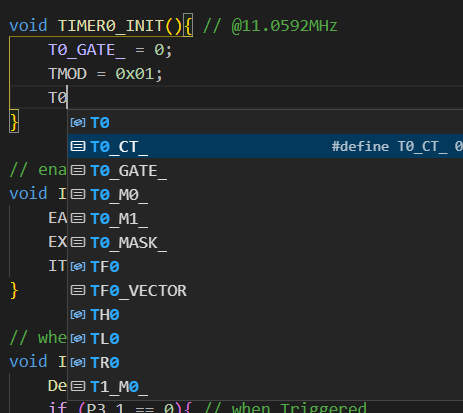 void TIMER0_INIT(){ // @11.0592MHz
T0_GATE_ = 0;
TMOD = 0x01;
T0
}
T0
T0_CT_ #define T0_CT_ 0
T0_GATE_
T0_M0_
T0_M1_
T0_MASK_
TF0
TF0_VECTOR
TH0
TL0
TR0
T1_M0_
// ena
void I
EA
EX
IT
}
// whe
void I
De
if (P3_1 == 0){ // when Triggered